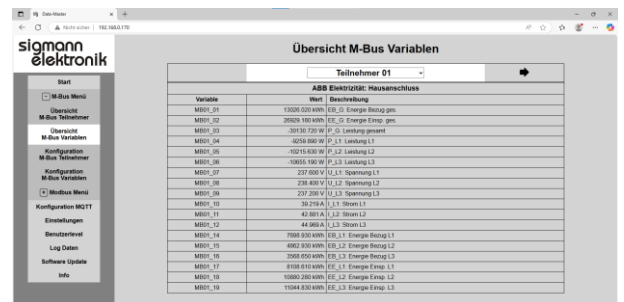 Data-Master
Nicht sicher 192.168.0.170
sigmann
elektronik
Übersicht M-Bus Variablen
Start
M-Bus Menü
Übersicht
M-Bus Teilnehmer
Übersicht
M-Bus Variablen
Konfiguration
M-Bus Teilnehmer
Konfiguration
M-Bus Variablen
Modbus Menü
Konfiguration MQTT
Einstellungen
Benutzerlevel
Log Daten
Software Update
Info
Teilnehmer 01
ABB Elektrizität: Hausanschluss
Variable Wert Beschreibung
MB01_01 13026.020 kWh EB_G: Energie Bezug ges.
MB01_02 26929.180 kWh EE_G: Energie Einsp. ges.
MB01_03 -30130.720 W P_G: Leistung gesamt
MB01_04 -9259.890 W P_L1: Leistung L1
MB01_05 -10215.630 W P_L2: Leistung L2
MB01_06 -10655.190 W P_L3: Leistung L3
MB01_07 237.600 V U_L1: Spannung L1
MB01_08 238.400 V U_L2: Spannung L2
MB01_09 237.200 V U_L3: Spannung L3
MB01_10 39.219 A I_L1: Strom L1
MB01_11 42.881 A I_L2: Strom L2
MB01_12 44.969 A I_L3: Strom L3
MB01_14 7698.930 kWh EB_L1: Energie Bezug L1
MB01_15 4962.930 kWh EB_L2: Energie Bezug L2
MB01_16 3568.650 kWh EB_L3: Energie Bezug L3
MB01_17 8108.610 kWh EE_L1: Energie Einsp. L1
MB01_18 10680.280 kWh EE_L2: Energie Einsp. L2
MB01_19 11044.830 kWh EE_L3: Energie Einsp. L3